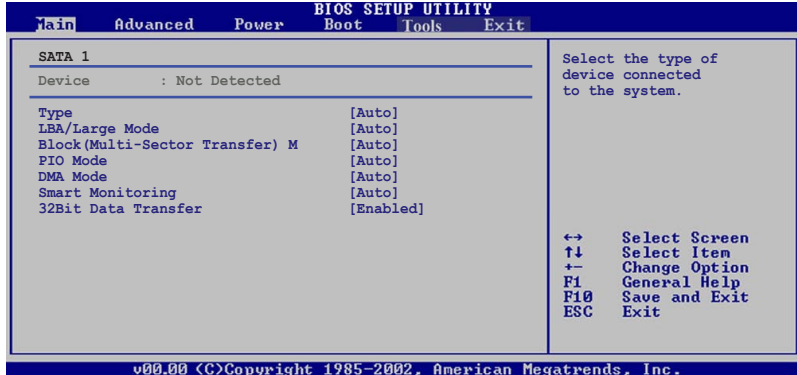 BIOS SETUP UTILITY
Main Advanced Power Boot Tools Exit
SATA 1
Device : Not Detected
Type [Auto]
LBA/Large Mode [Auto]
Block(Multi-Sector Transfer) M [Auto]
PIO Mode [Auto]
DMA Mode [Auto]
Smart Monitoring [Auto]
32Bit Data Transfer [Enabled]
Select the type of
device connected
to the system.
←→ Select Screen
↑↓ Select Item
+- Change Option
F1 General Help
F10 Save and Exit
ESC Exit
v00.00 (C)Copyright 1985-2002, American Megatrends, Inc.